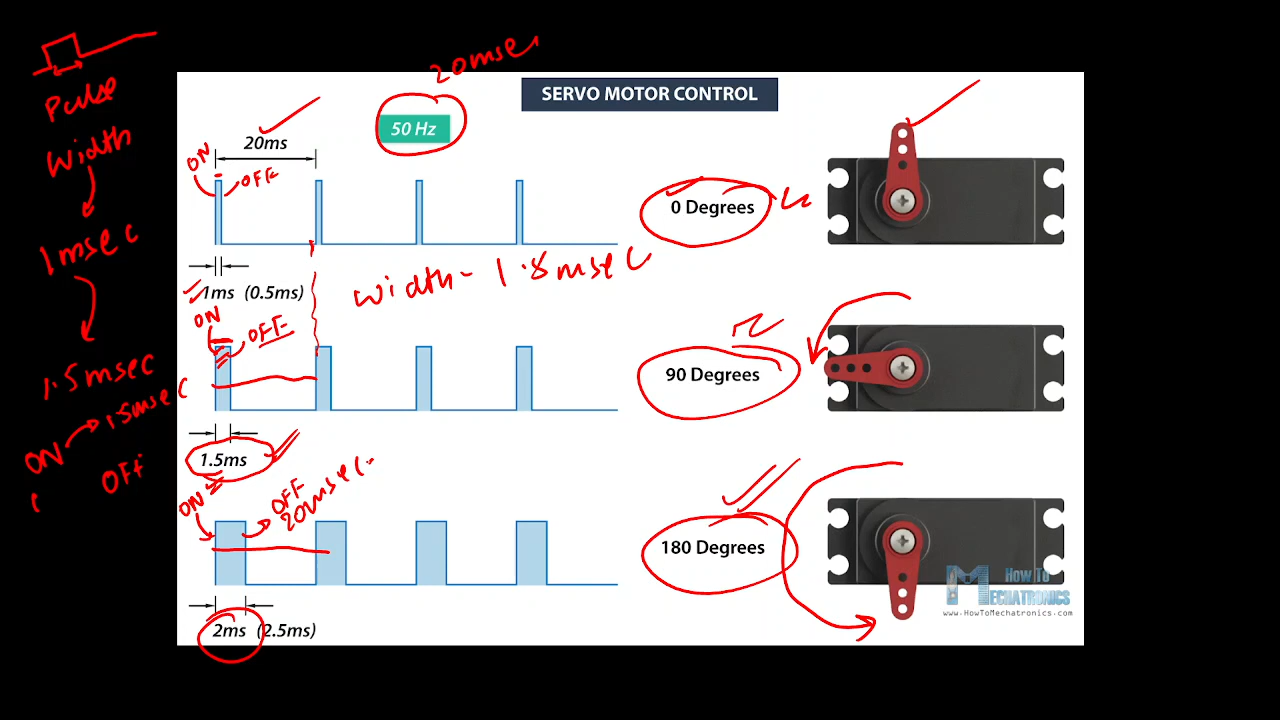 20msec
SERVO MOTOR CONTROL
50 Hz
Pulse
Width
1msec
1.5msec
ON 1.5msec
OFF
20ms
ON OFF
0 Degrees
1ms (0.5ms)
Width - 1.8msec
ON OFF
90 Degrees
1.5ms
ON OFF
20msec.
180 Degrees
2ms (2.5ms)
How To
MECHATRONICS
www.HowToMechatronics.com